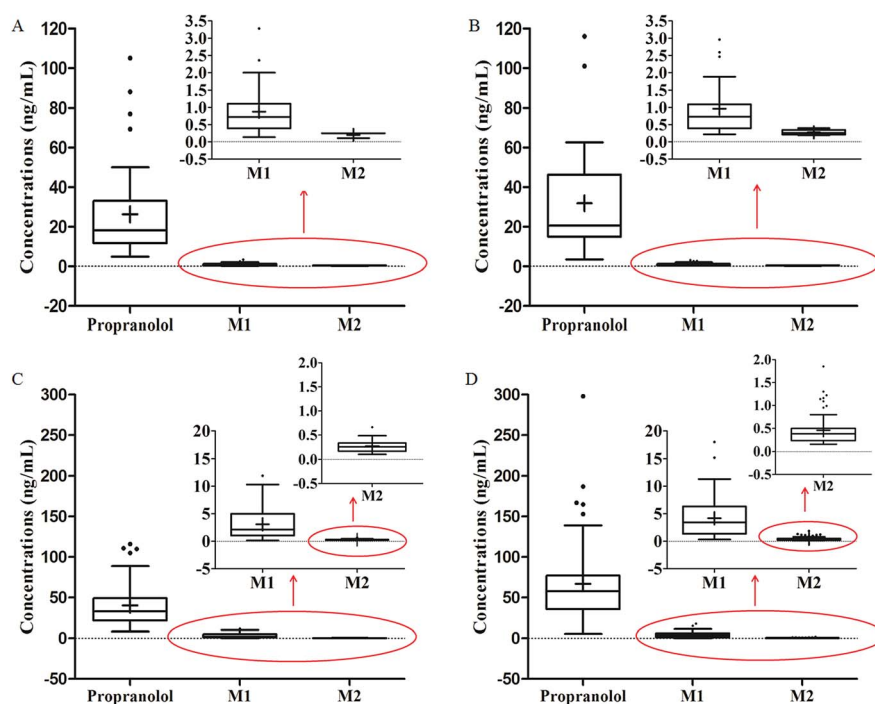 A
Concentrations (ng/mL)
120
100
80
60
40
20
0
-20
Propranolol
M1
M2
3.5
3.0
2.5
2.0
1.5
1.0
0.5
0.0
-0.5
M1
M2
B
Concentrations (ng/mL)
120
100
80
60
40
20
0
-20
Propranolol
M1
M2
3.5
3.0
2.5
2.0
1.5
1.0
0.5
0.0
-0.5
M1
M2
C
Concentrations (ng/mL)
300
250
200
150
100
50
0
-50
Propranolol
M1
M2
20
15
10
5
0
-5
M1
M2
2.0
1.5
1.0
0.5
0.0
-0.5
M2
D
Concentrations (ng/mL)
300
250
200
150
100
50
0
-50
Propranolol
M1
M2
20
15
10
5
0
-5
M1
M2
2.0
1.5
1.0
0.5
0.0
-0.5
M2